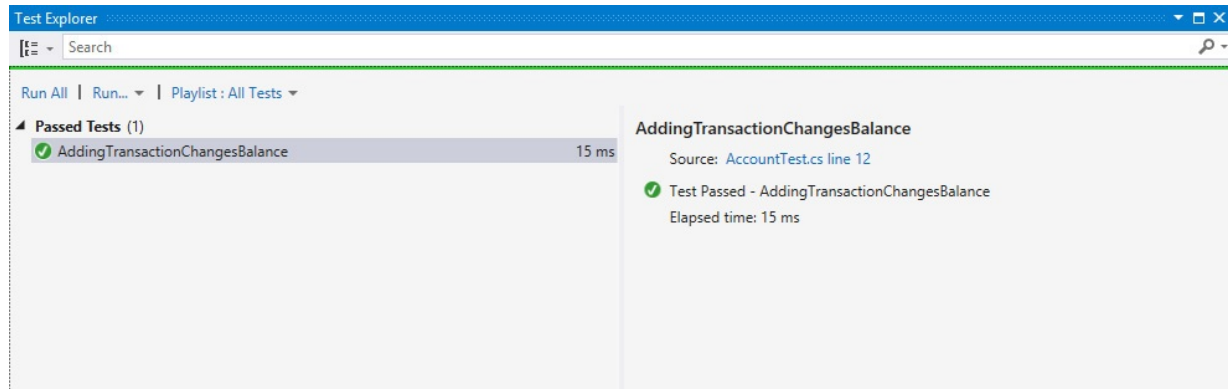 Test Explorer
Search
Run All | Run... | Playlist : All Tests
Passed Tests (1)
AddingTransactionChangesBalance 15 ms
AddingTransactionChangesBalance
Source: AccountTest.cs line 12
Test Passed - AddingTransactionChangesBalance
Elapsed time: 15 ms